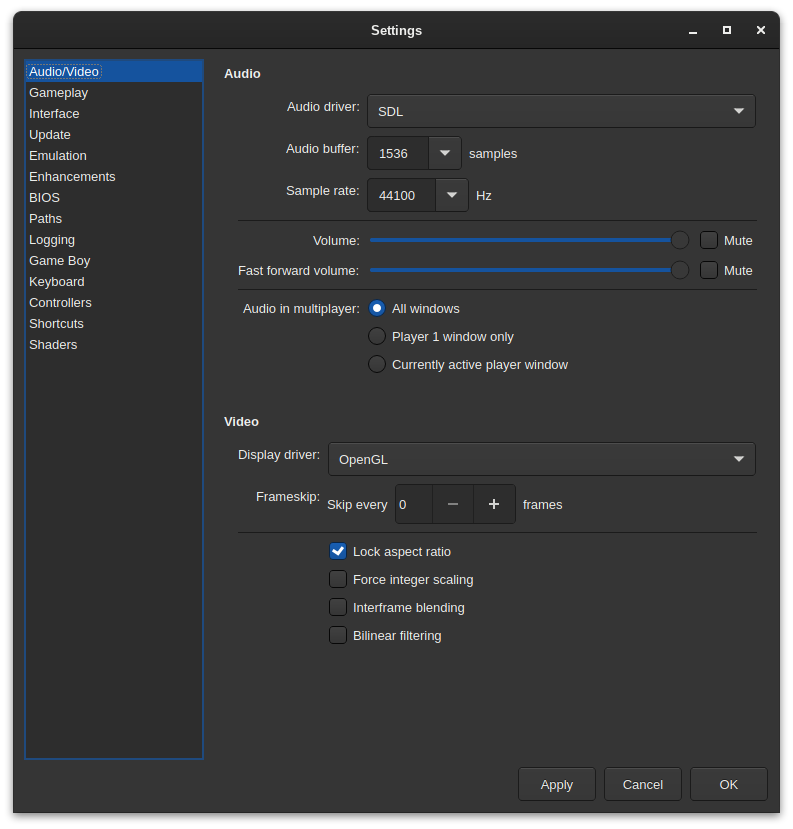 Settings
Audio/Video
Gameplay
Interface
Update
Emulation
Enhancements
BIOS
Paths
Logging
Game Boy
Keyboard
Controllers
Shortcuts
Shaders
Audio
Audio driver: SDL
Audio buffer: 1536 samples
Sample rate: 44100 Hz
Volume: Mute
Fast forward volume: Mute
Audio in multiplayer: All windows
Player 1 window only
Currently active player window
Video
Display driver: OpenGL
Frameskip: Skip every 0 − + frames
Lock aspect ratio
Force integer scaling
Interframe blending
Bilinear filtering
Apply Cancel OK